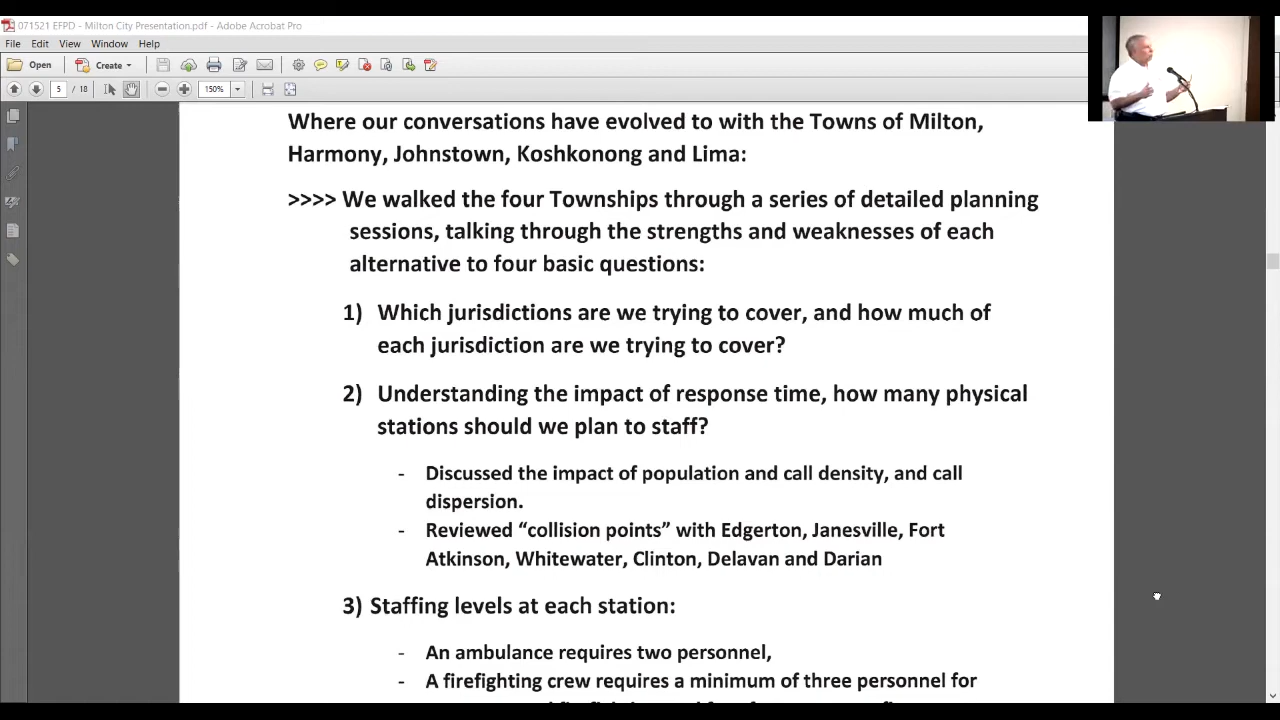 071521 EFPD - Milton City Presentation.pdf - Adobe Acrobat Pro
File Edit View Window Help
Open Create
5 / 18 150%
Where our conversations have evolved to with the Towns of Milton,
Harmony, Johnstown, Koshkonong and Lima:
>>>> We walked the four Townships through a series of detailed planning
sessions, talking through the strengths and weaknesses of each
alternative to four basic questions:
1) Which jurisdictions are we trying to cover, and how much of
each jurisdiction are we trying to cover?
2) Understanding the impact of response time, how many physical
stations should we plan to staff?
- Discussed the impact of population and call density, and call
dispersion.
- Reviewed “collision points” with Edgerton, Janesville, Fort
Atkinson, Whitewater, Clinton, Delavan and Darian
3) Staffing levels at each station:
- An ambulance requires two personnel,
- A firefighting crew requires a minimum of three personnel for